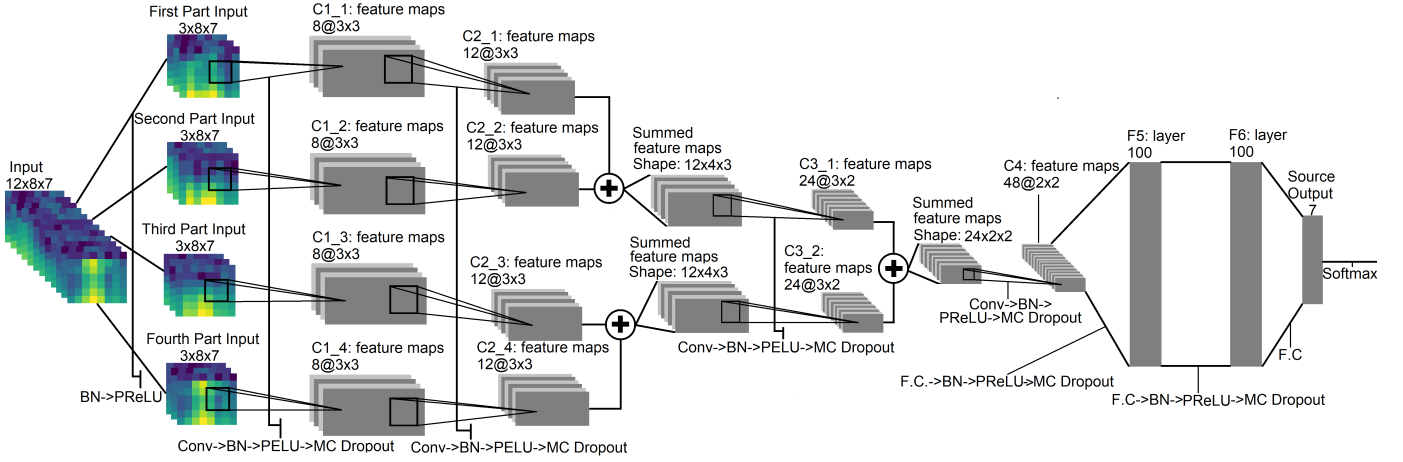 Input
12x8x7
First Part Input
3x8x7
Second Part Input
3x8x7
Third Part Input
3x8x7
Fourth Part Input
3x8x7
BN->PReLU
C1_1: feature maps
8@3x3
C1_2: feature maps
8@3x3
C1_3: feature maps
8@3x3
C1_4: feature maps
8@3x3
Conv->BN->PELU->MC Dropout
C2_1: feature maps
12@3x3
C2_2: feature maps
12@3x3
C2_3: feature maps
12@3x3
C2_4: feature maps
12@3x3
Conv->BN->PELU->MC Dropout
Summed
feature maps
Shape: 12x4x3
Summed
feature maps
Shape: 12x4x3
C3_1: feature maps
24@3x2
C3_2:
feature maps
24@3x2
Conv->BN->PELU->MC Dropout
Summed
feature maps
Shape: 24x2x2
C4: feature maps
48@2x2
Conv->BN->
PReLU->MC Dropout
F.C.->BN->PReLU->MC Dropout
F5: layer
100
F6: layer
100
F.C->BN->PReLU->MC Dropout
Source
Output
7
F.C
Softmax